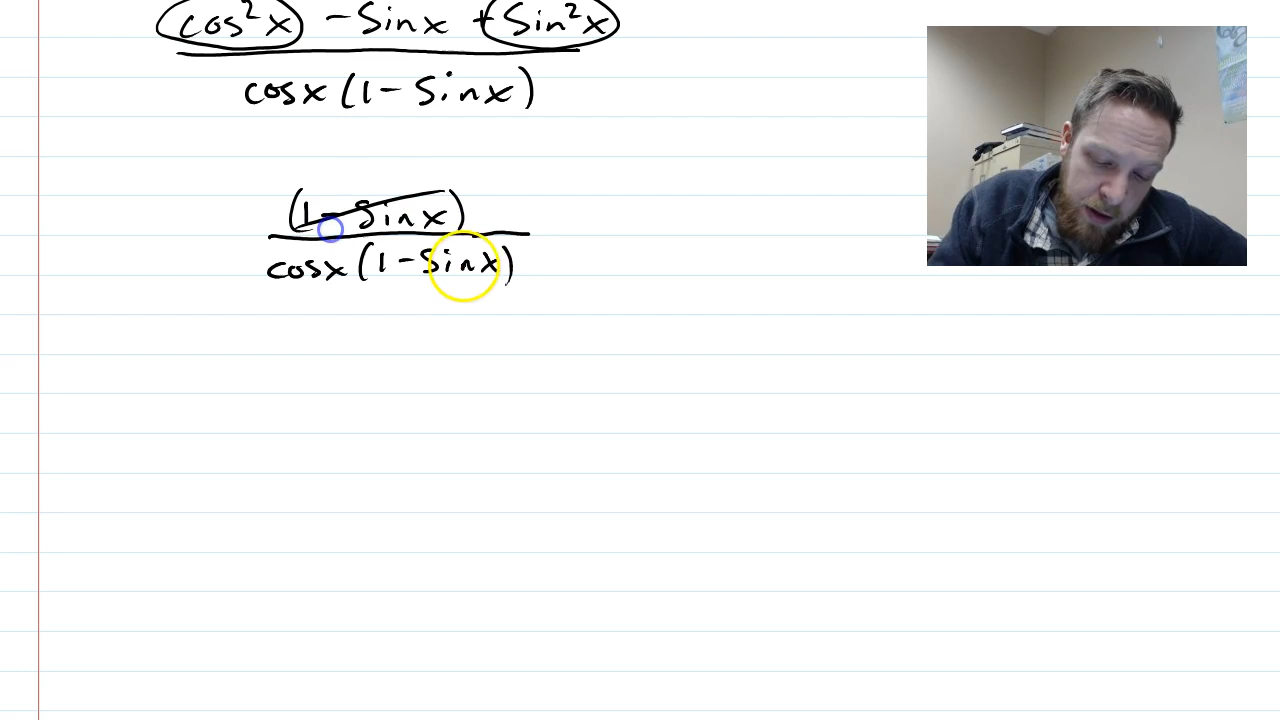 cos²x - Sinx + Sin²x
cosx (1 - Sinx)
(1 - Sinx)
cosx (1 - Sinx)